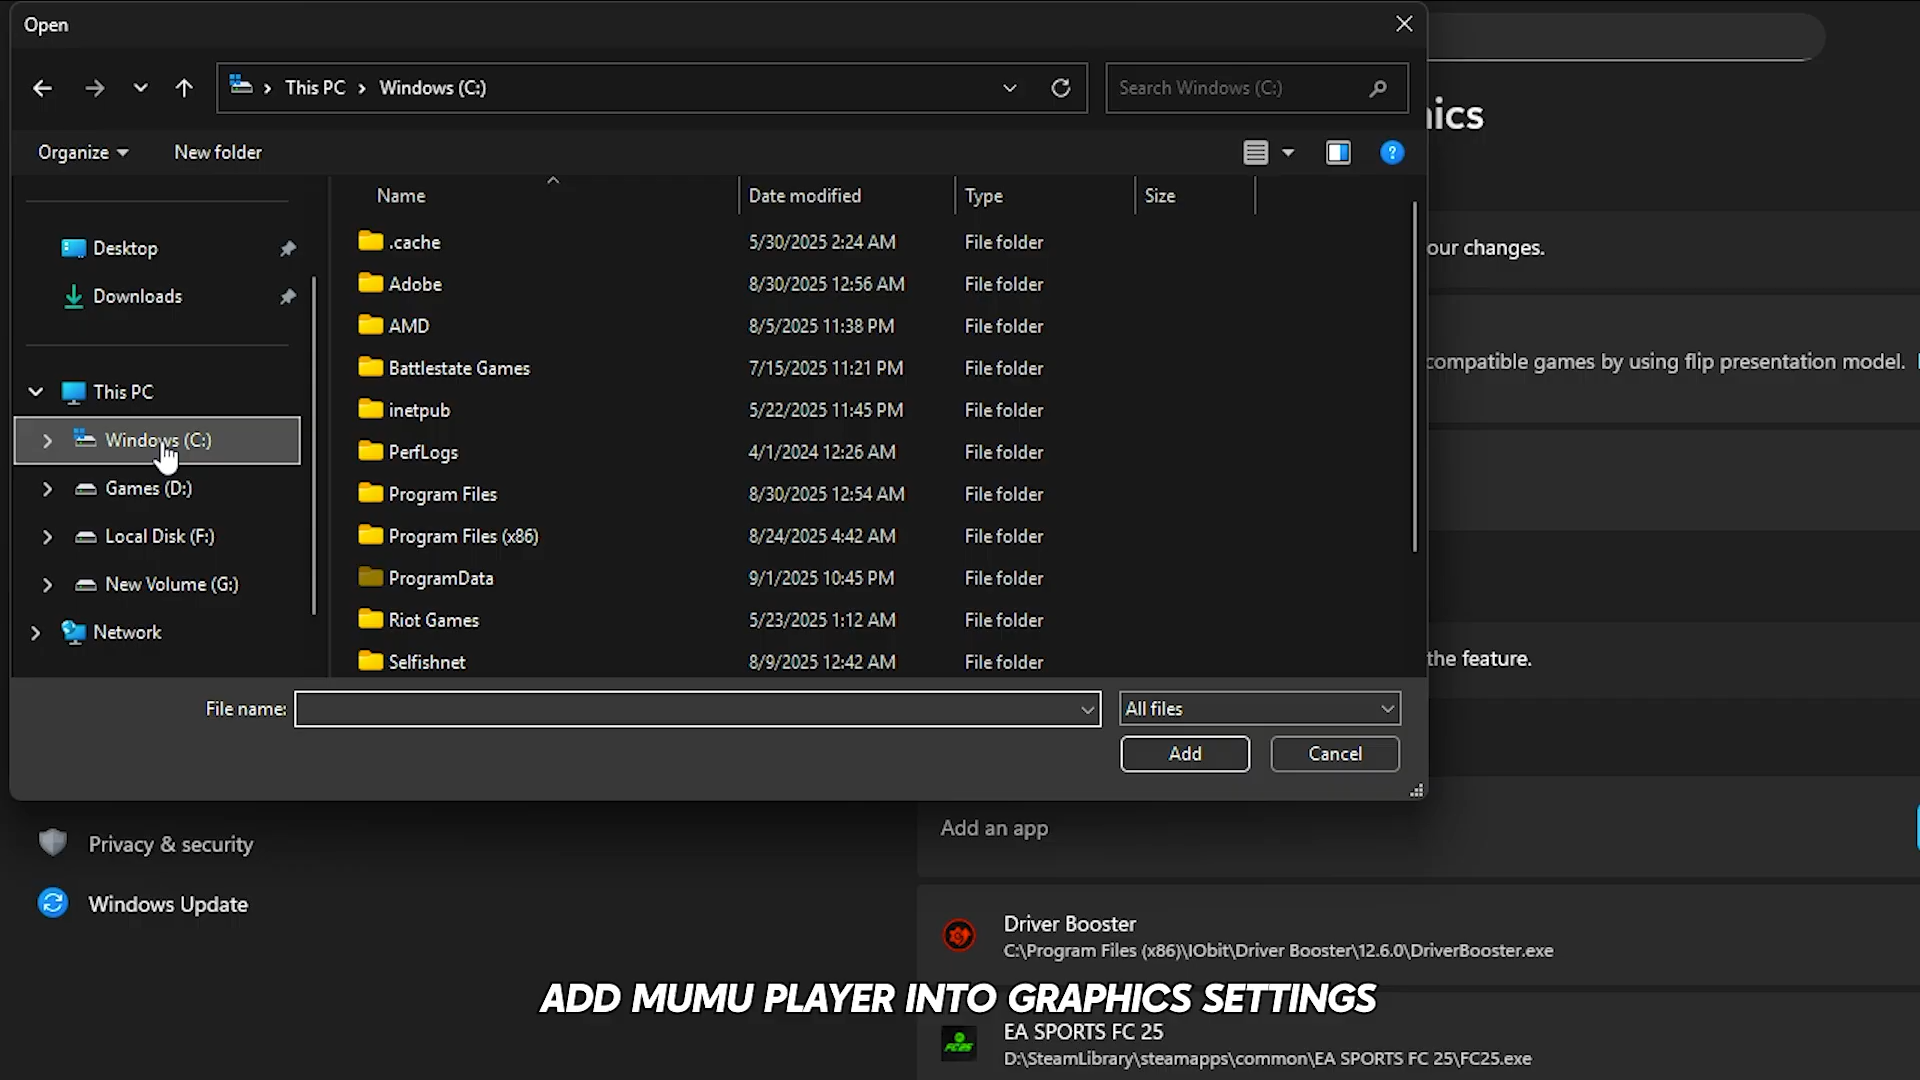 Open
This PC
Windows (C:)
Search Windows (C:)
Organize
New folder
Name
Date modified
Type
Size
Desktop
Downloads
This PC
Windows (C:)
Games (D:)
Local Disk (F:)
New Volume (G:)
Network
.cache 5/30/2025 2:24 AM File folder
Adobe 8/30/2025 12:56 AM File folder
AMD 8/5/2025 11:38 PM File folder
Battlestate Games 7/15/2025 11:21 PM File folder
inetpub 5/22/2025 11:45 PM File folder
PerfLogs 4/1/2024 12:26 AM File folder
Program Files 8/30/2025 12:54 AM File folder
Program Files (x86) 8/24/2025 4:42 AM File folder
ProgramData 9/1/2025 10:45 PM File folder
Riot Games 5/23/2025 1:12 AM File folder
Selfishnet 8/9/2025 12:42 AM File folder
File name:
All files
Add
Cancel
ics
our changes.
compatible games by using flip presentation model.
the feature.
Privacy & security
Windows Update
Add an app
Driver Booster
C:\Program Files (x86)\IObit\Driver Booster\12.6.0\DriverBooster.exe
ADD MUMU PLAYER INTO GRAPHICS SETTINGS
EA SPORTS FC 25
D:\SteamLibrary\steamapps\common\EA SPORTS FC 25\FC25.exe